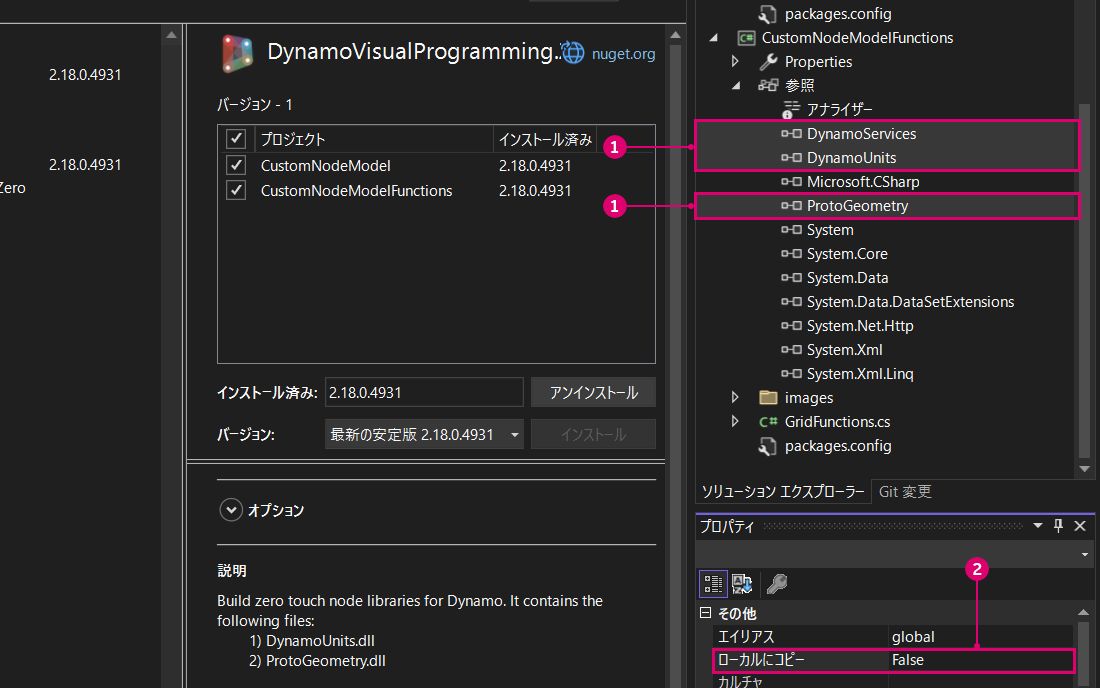 2.18.0.4931
2.18.0.4931
Zero
DynamoVisualProgramming...
nuget.org
バージョン - 1
プロジェクト インストール済み
CustomNodeModel 2.18.0.4931
CustomNodeModelFunctions 2.18.0.4931
インストール済み: 2.18.0.4931 アンインストール
バージョン: 最新の安定版 2.18.0.4931 インストール
オプション
説明
Build zero touch node libraries for Dynamo. It contains the
following files:
1) DynamoUnits.dll
2) ProtoGeometry.dll
packages.config
C# CustomNodeModelFunctions
Properties
参照
アナライザー
1 DynamoServices
DynamoUnits
Microsoft.CSharp
1 ProtoGeometry
System
System.Core
System.Data
System.Data.DataSetExtensions
System.Net.Http
System.Xml
System.Xml.Linq
images
C# GridFunctions.cs
packages.config
ソリューション エクスプローラー Git 変更
プロパティ
2
その他
エイリアス global
ローカルにコピー False
カルチャ